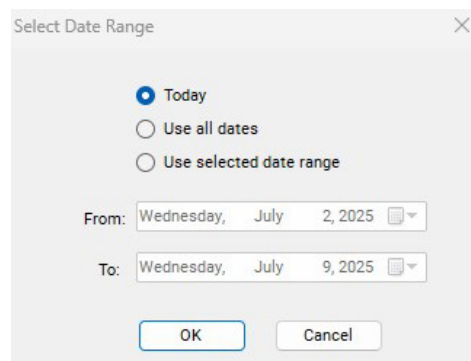 Select Date Range
Today
Use all dates
Use selected date range
From: Wednesday, July 2, 2025
To: Wednesday, July 9, 2025
OK Cancel